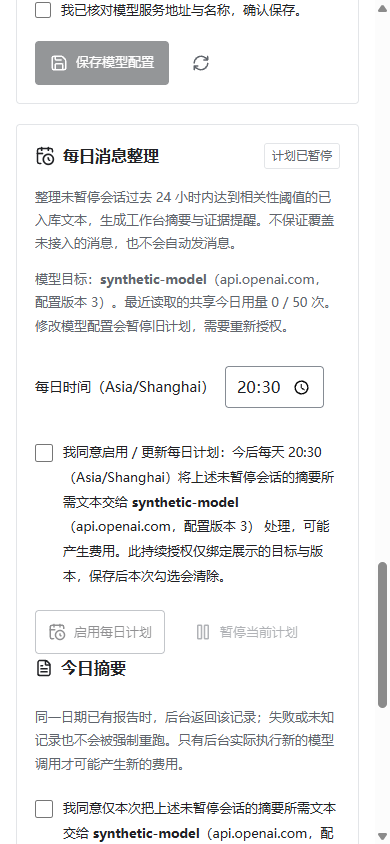 我已核对模型服务地址与名称，确认保存。
保存模型配置
每日消息整理
计划已暂停
整理未暂停会话过去 24 小时内达到相关性阈值的已
入库文本，生成工作台摘要与证据提醒。不保证覆盖
未接入的消息，也不会自动发消息。
模型目标：synthetic-model（api.openai.com，
配置版本 3）。最近读取的共享今日用量 0 / 50 次。
修改模型配置会暂停旧计划，需要重新授权。
每日时间（Asia/Shanghai）
20:30
我同意启用 / 更新每日计划：今后每天 20:30
（Asia/Shanghai）将上述未暂停会话的摘要所
需文本交给 synthetic-model
（api.openai.com，配置版本 3） 处理，可能
产生费用。此持续授权仅绑定展示的目标与版
本，保存后本次勾选会清除。
启用每日计划
暂停当前计划
今日摘要
同一日期已有报告时，后台返回该记录；失败或未知
记录也不会被强制重跑。只有后台实际执行新的模型
调用才可能产生新的费用。
我同意仅本次把上述未暂停会话的摘要所需文本
交给 synthetic-model（api.openai.com，配